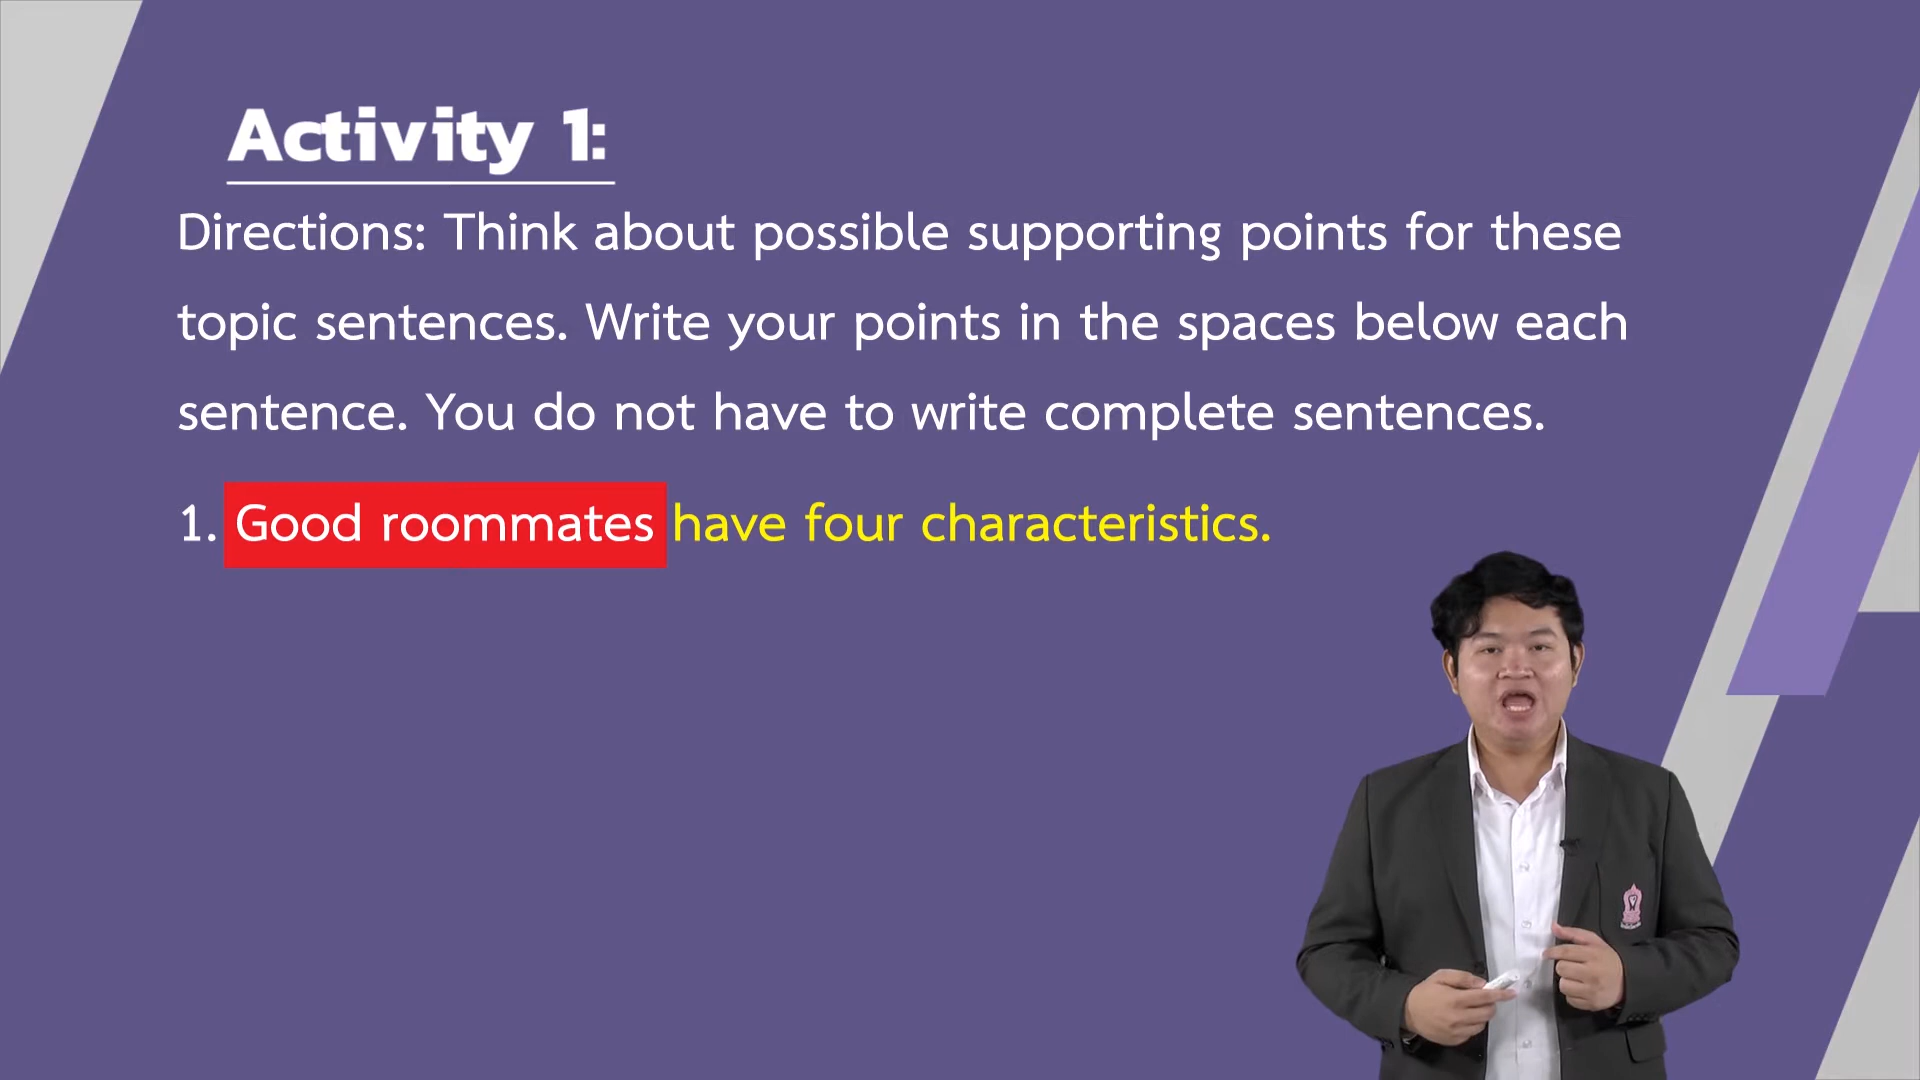 Activity 1:
Directions: Think about possible supporting points for these
topic sentences. Write your points in the spaces below each
sentence. You do not have to write complete sentences.
1. Good roommates have four characteristics.